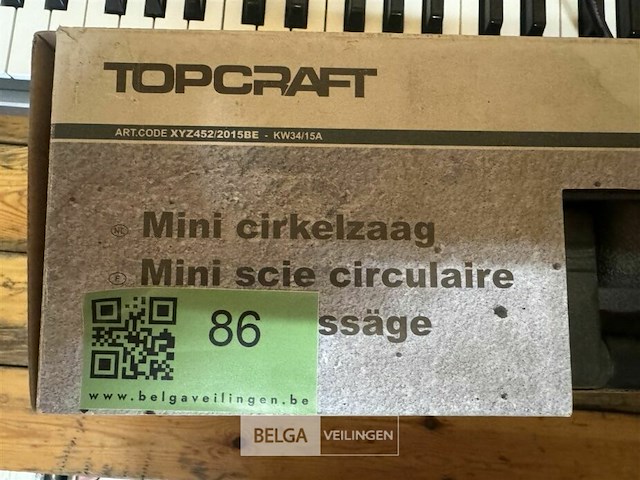 TOPCRAFT
ART.CODE XYZ452/2015BE - KW34/15A
NL Mini cirkelzaag
F Mini scie circulaire
ssäge
86
www.belgaveilingen.be
BELGA VEILINGEN